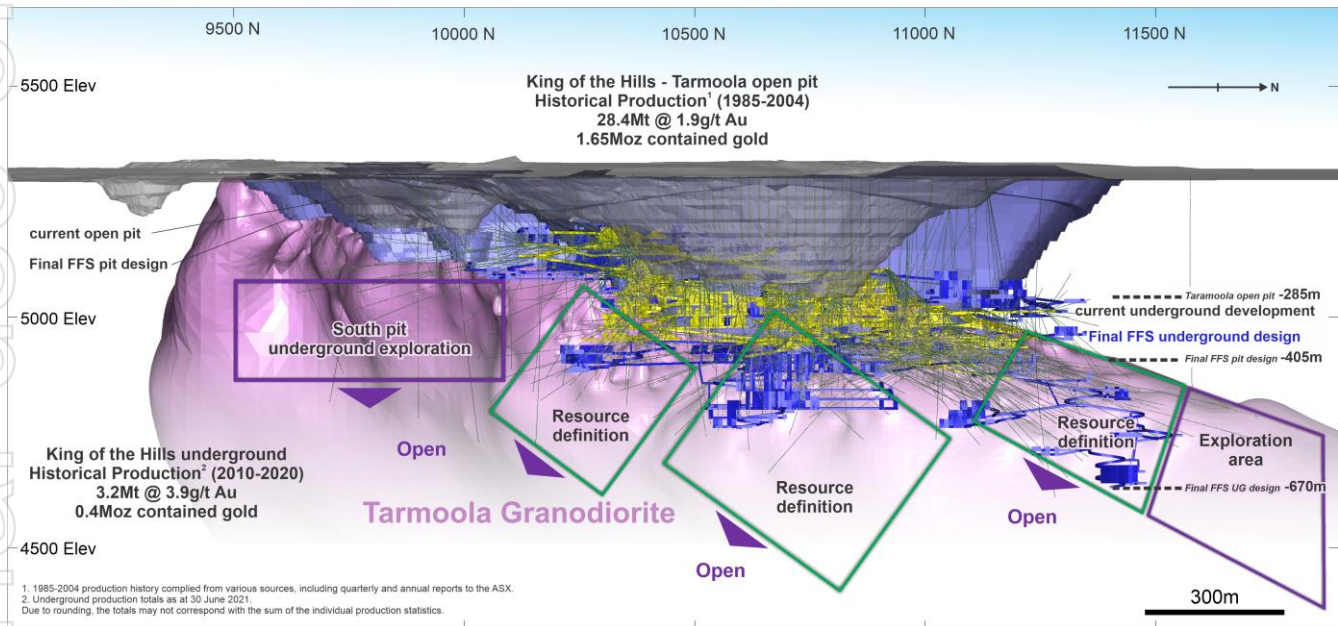 9500 N
10000 N
10500 N
11000 N
11500 N
5500 Elev
King of the Hills - Tarmoola open pit
Historical Production¹ (1985-2004)
28.4Mt @ 1.9g/t Au
1.65Moz contained gold
N
current open pit
Final FFS pit design
5000 Elev
South pit
underground exploration
Taramoola open pit -285m
current underground development
Final FFS underground design
Final FFS pit design -405m
Resource
definition
Resource
definition
Resource
definition
Exploration
area
Open
King of the Hills underground
Historical Production² (2010-2020)
3.2Mt @ 3.9g/t Au
0.4Moz contained gold
Tarmoola Granodiorite
Final FFS UG design -670m
Open
Open
4500 Elev
1. 1985-2004 production history complied from various sources, including quarterly and annual reports to the ASX.
2. Underground production totals as at 30 June 2021.
Due to rounding, the totals may not correspond with the sum of the individual production statistics.
300m